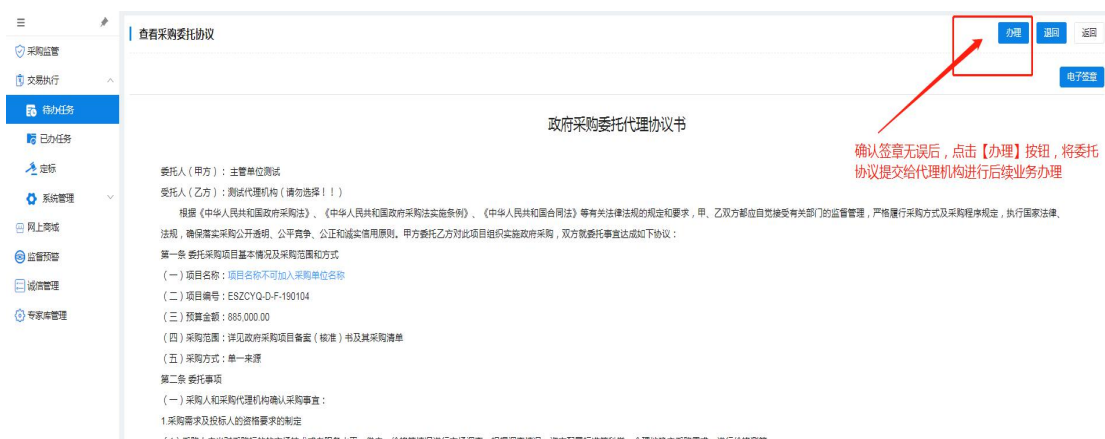 查看采购委托协议
办理
退回
返回
采购监管
交易执行
电子签章
待办任务
已办任务
定标
系统管理
网上商城
监督预警
诚信管理
专家库管理
政府采购委托代理协议书
确认签章无误后，点击【办理】按钮，将委托
协议提交给代理机构进行后续业务办理
委托人（甲方）：主管单位测试
受托人（乙方）：测试代理机构（请勿选择！！）
根据《中华人民共和国政府采购法》、《中华人民共和国政府采购法实施条例》、《中华人民共和国合同法》等有关法律法规的规定和要求，甲、乙双方都应自觉接受有关部门的监督管理，严格履行采购方式及采购程序规定，执行国家法律、
法规，确保落实采购公开透明、公平竞争、公正和诚实信用原则。甲方委托乙方对此项目组织实施政府采购，双方就委托事宜达成如下协议：
第一条 委托采购项目基本情况及采购范围和方式
（一）项目名称：项目名称不可加入采购单位名称
（二）项目编号：ESZCYQ-D-F-190104
（三）预算金额：885,000.00
（四）采购范围：详见政府采购项目备案（核准）书及其采购清单
（五）采购方式：单一来源
第二条 委托事项
（一）采购人和采购代理机构确认采购事宜：
1.采购需求及投标人的资格要求的制定